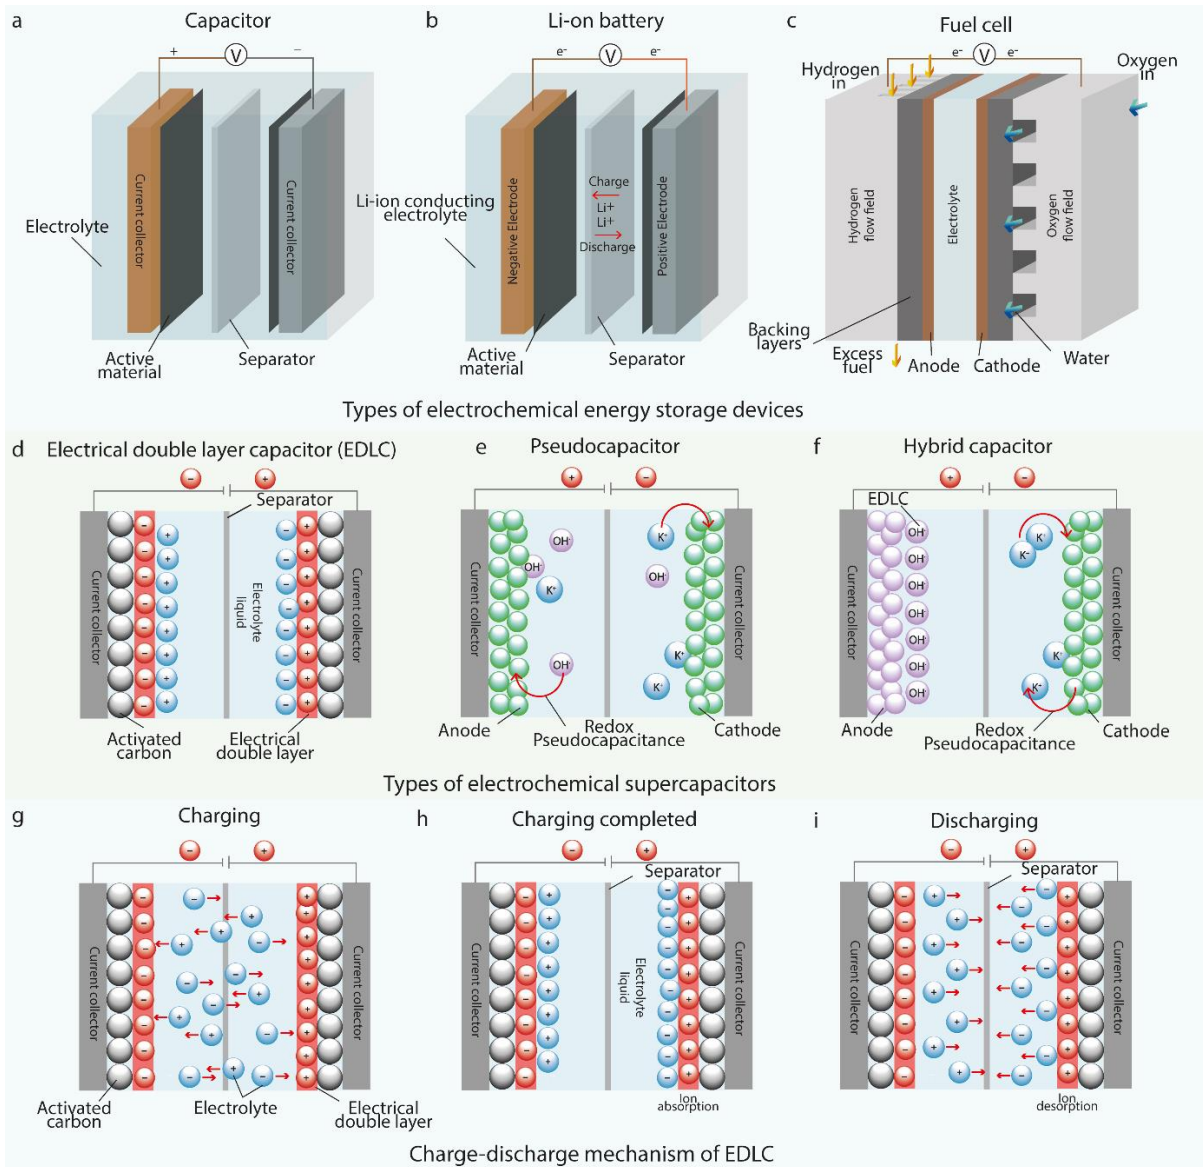 a
Capacitor
+
V
−
Current collector
Current collector
Electrolyte
Active
material
Separator
b
Li-ion battery
e-
V
e-
Li-ion conducting
electrolyte
Negative Electrode
Charge
Li+
Li+
Discharge
Positive Electrode
Active
material
Separator
c
Fuel cell
Hydrogen
in
e-
V
e-
Oxygen
in
Hydrogen
flow field
Electrolyte
Oxygen
flow field
Backing
layers
Excess
fuel
Anode
Cathode
Water
Types of electrochemical energy storage devices
d
Electrical double layer capacitor (EDLC)
−
+
Separator
Current collector
Electrolyte
liquid
Current collector
Activated
carbon
Electrical
double layer
e
Pseudocapacitor
+
−
Current collector
OH-
OH-
K+
OH-
K+
OH-
K+
K+
Current collector
Anode
Redox
Pseudocapacitance
Cathode
f
Hybrid capacitor
+
−
EDLC
Current collector
OH-
OH-
OH-
OH-
OH-
OH-
OH-
K+
K+
K+
K+
Current collector
Anode
Redox
Pseudocapacitance
Cathode
Types of electrochemical supercapacitors
g
Charging
−
+
Current collector
Current collector
Activated
carbon
Electrolyte
Electrical
double layer
h
Charging completed
−
+
Separator
Current collector
Electrolyte
liquid
Current collector
Ion
absorption
i
Discharging
−
+
Separator
Current collector
Current collector
Ion
desorption
Charge-discharge mechanism of EDLC